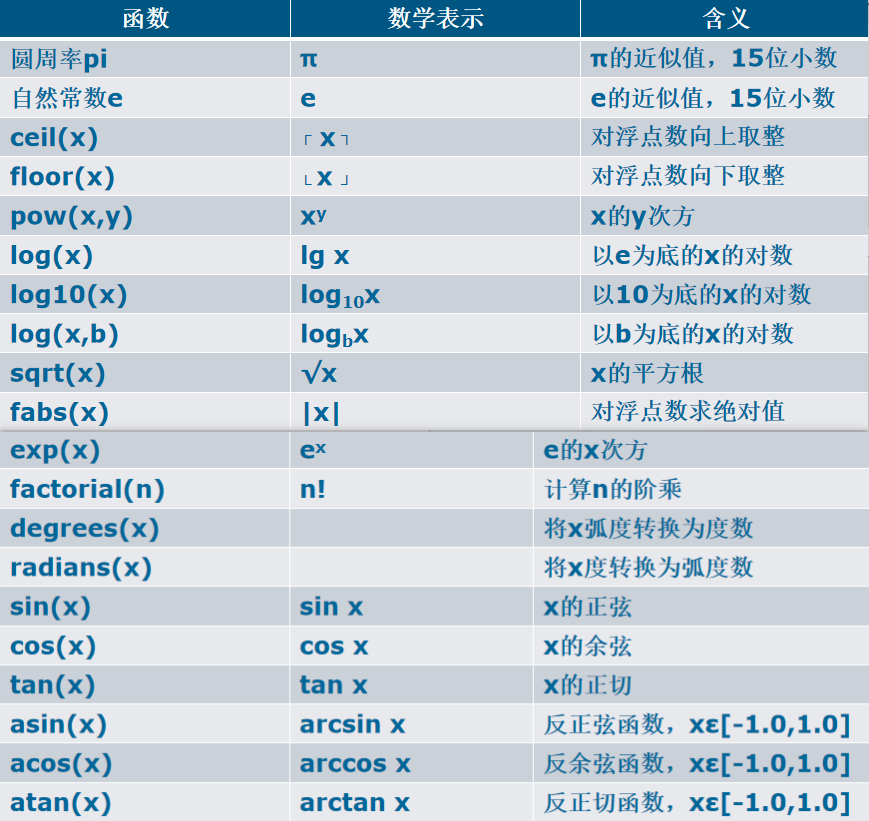 函数 数学表示 含义
圆周率pi π π的近似值，15位小数
自然常数e e e的近似值，15位小数
ceil(x) ┌ x ┐ 对浮点数向上取整
floor(x) └ x ┘ 对浮点数向下取整
pow(x,y) xʸ x的y次方
log(x) lg x 以e为底的x的对数
log10(x) log₁₀x 以10为底的x的对数
log(x,b) logbx 以b为底的x的对数
sqrt(x) √x x的平方根
fabs(x) |x| 对浮点数求绝对值
exp(x) eˣ e的x次方
factorial(n) n! 计算n的阶乘
degrees(x) 将x弧度转换为度数
radians(x) 将x度转换为弧度数
sin(x) sin x x的正弦
cos(x) cos x x的余弦
tan(x) tan x x的正切
asin(x) arcsin x 反正弦函数，xε[-1.0,1.0]
acos(x) arccos x 反余弦函数，xε[-1.0,1.0]
atan(x) arctan x 反正切函数，xε[-1.0,1.0]